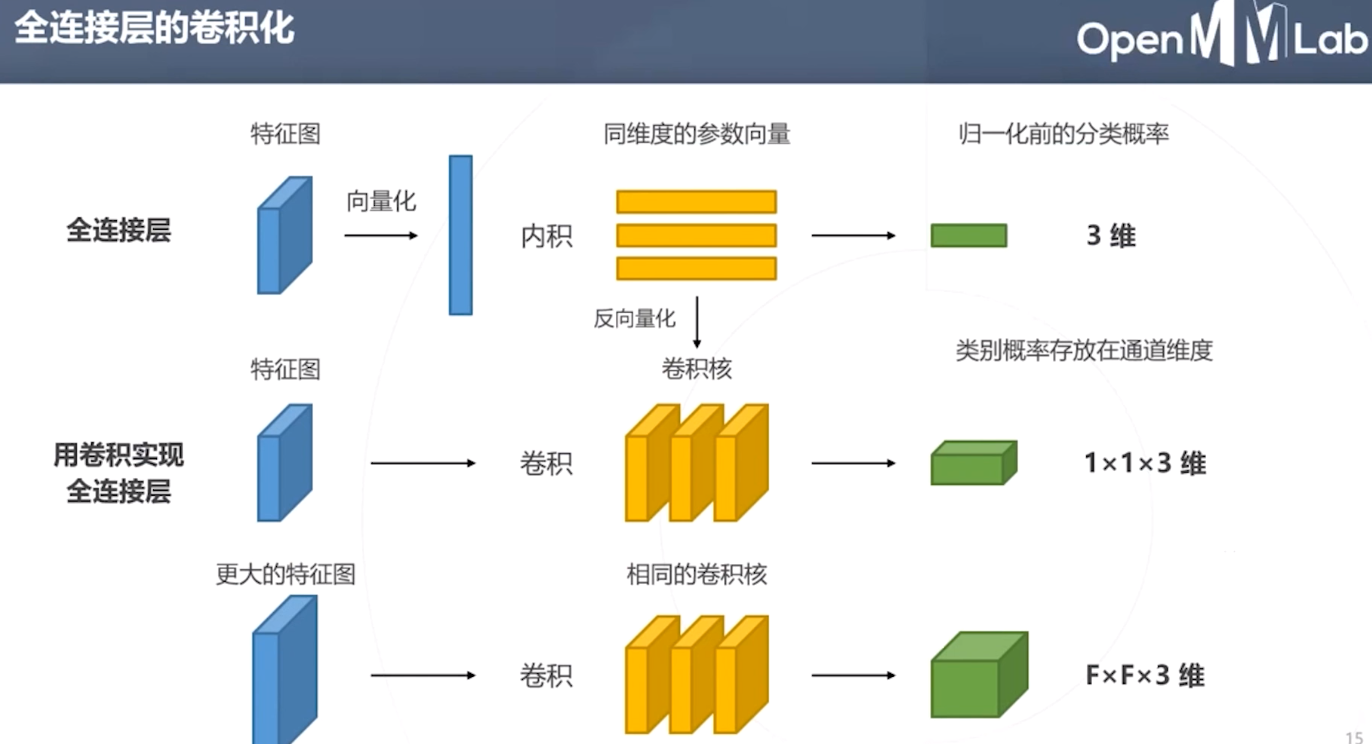 全连接层的卷积化
OpenMMLab
特征图
同维度的参数向量
归一化前的分类概率
全连接层
向量化
内积
3 维
反向量化
特征图
卷积核
类别概率存放在通道维度
用卷积实现
全连接层
卷积
1×1×3 维
更大的特征图
相同的卷积核
卷积
F×F×3 维
15